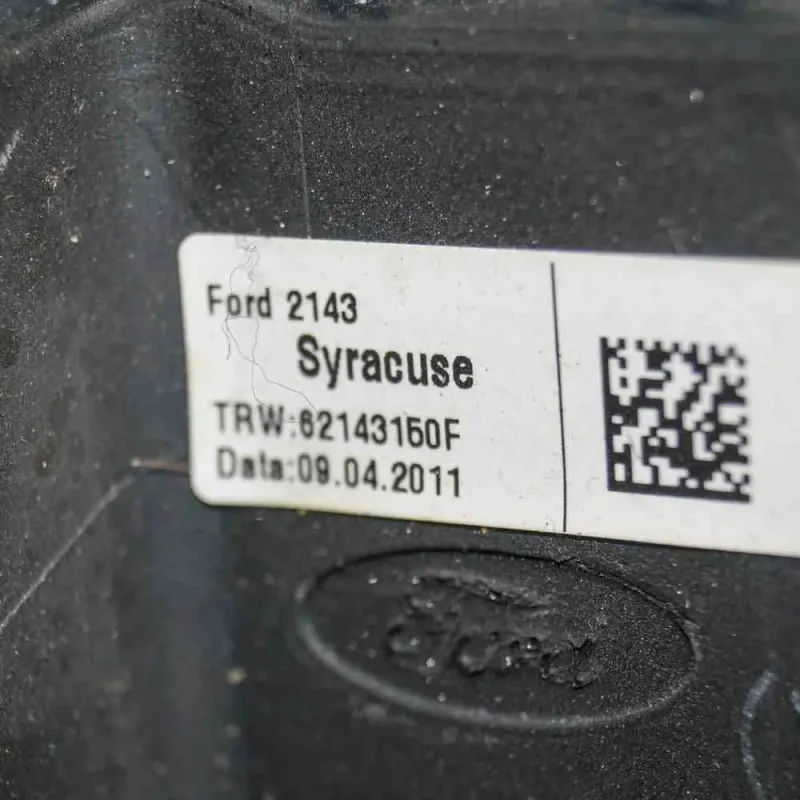 Ford 2143
Syracuse
TRW:62143150F
Data:09.04.2011
Ford